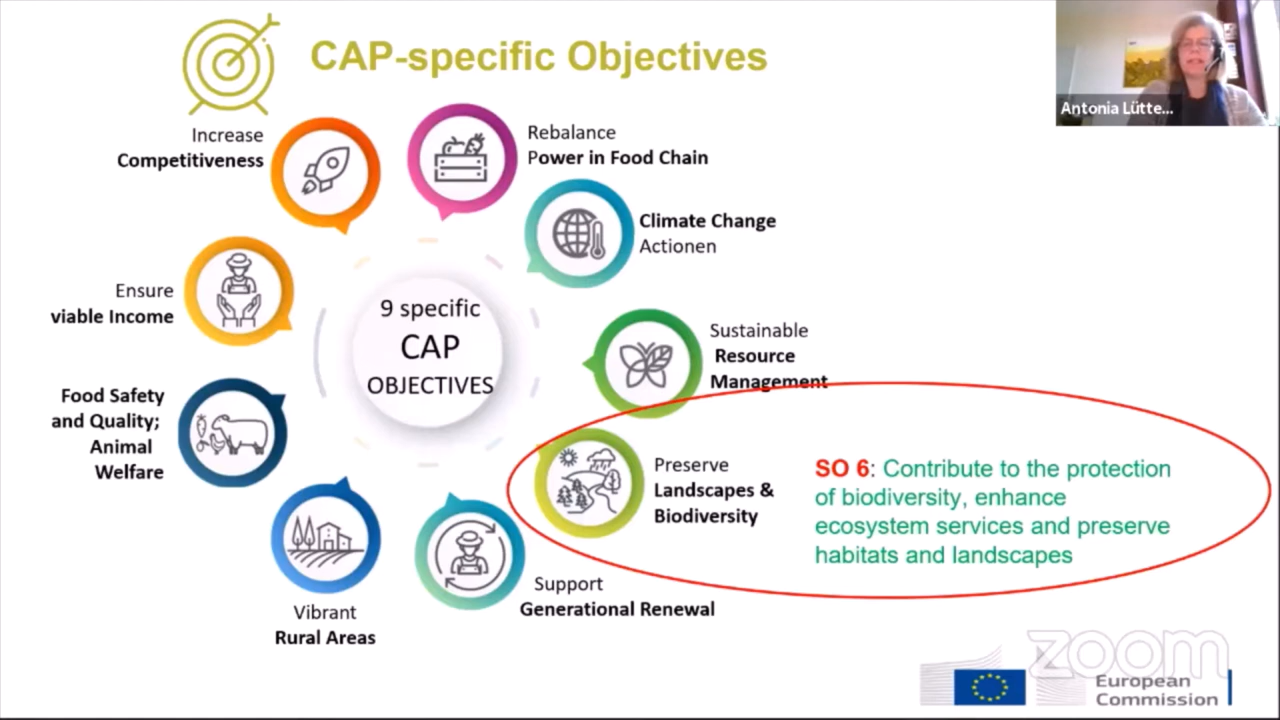 CAP-specific Objectives
Antonia Lütte...
Increase
Competitiveness
Rebalance
Power in Food Chain
Climate Change
Actionen
Ensure
viable Income
9 specific
CAP
OBJECTIVES
Sustainable
Resource
Management
Food Safety
and Quality;
Animal
Welfare
Preserve
Landscapes &
Biodiversity
SO 6: Contribute to the protection
of biodiversity, enhance
ecosystem services and preserve
habitats and landscapes
Support
Generational Renewal
Vibrant
Rural Areas
zoom
European
Commission